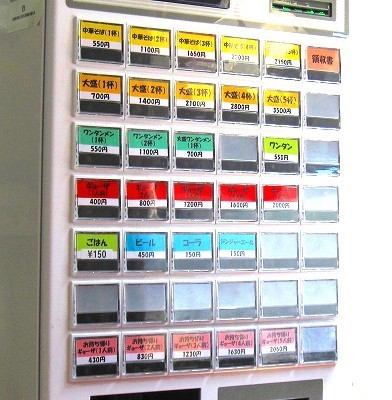 中華そば(1杯)
550円
中華そば(2杯)
1100円
中華そば(3杯)
1650円
領収書
大盛(1杯)
700円
大盛(2杯)
1400円
大盛(3杯)
2100円
大盛(4杯)
2800円
大盛(5杯)
3500円
ワンタンメン
(1杯)
550円
ワンタンメン
(2杯)
1100円
大盛
(1杯)
700円
ワンタン
550円
ギョーザ
400円
ギョーザ
800円
1200円
1600円
2000円
ごはん
¥150
ビール
450円
コーラ
150円
ジンジャーエール
150円
お持ち帰り
ギョーザ(1人前)
430円
お持ち帰り
ギョーザ(2人前)
830円
お持ち帰り
ギョーザ(3人前)
1230円
お持ち帰り
ギョーザ(4人前)
1630円
お持ち帰り
ギョーザ(5人前)
2050円